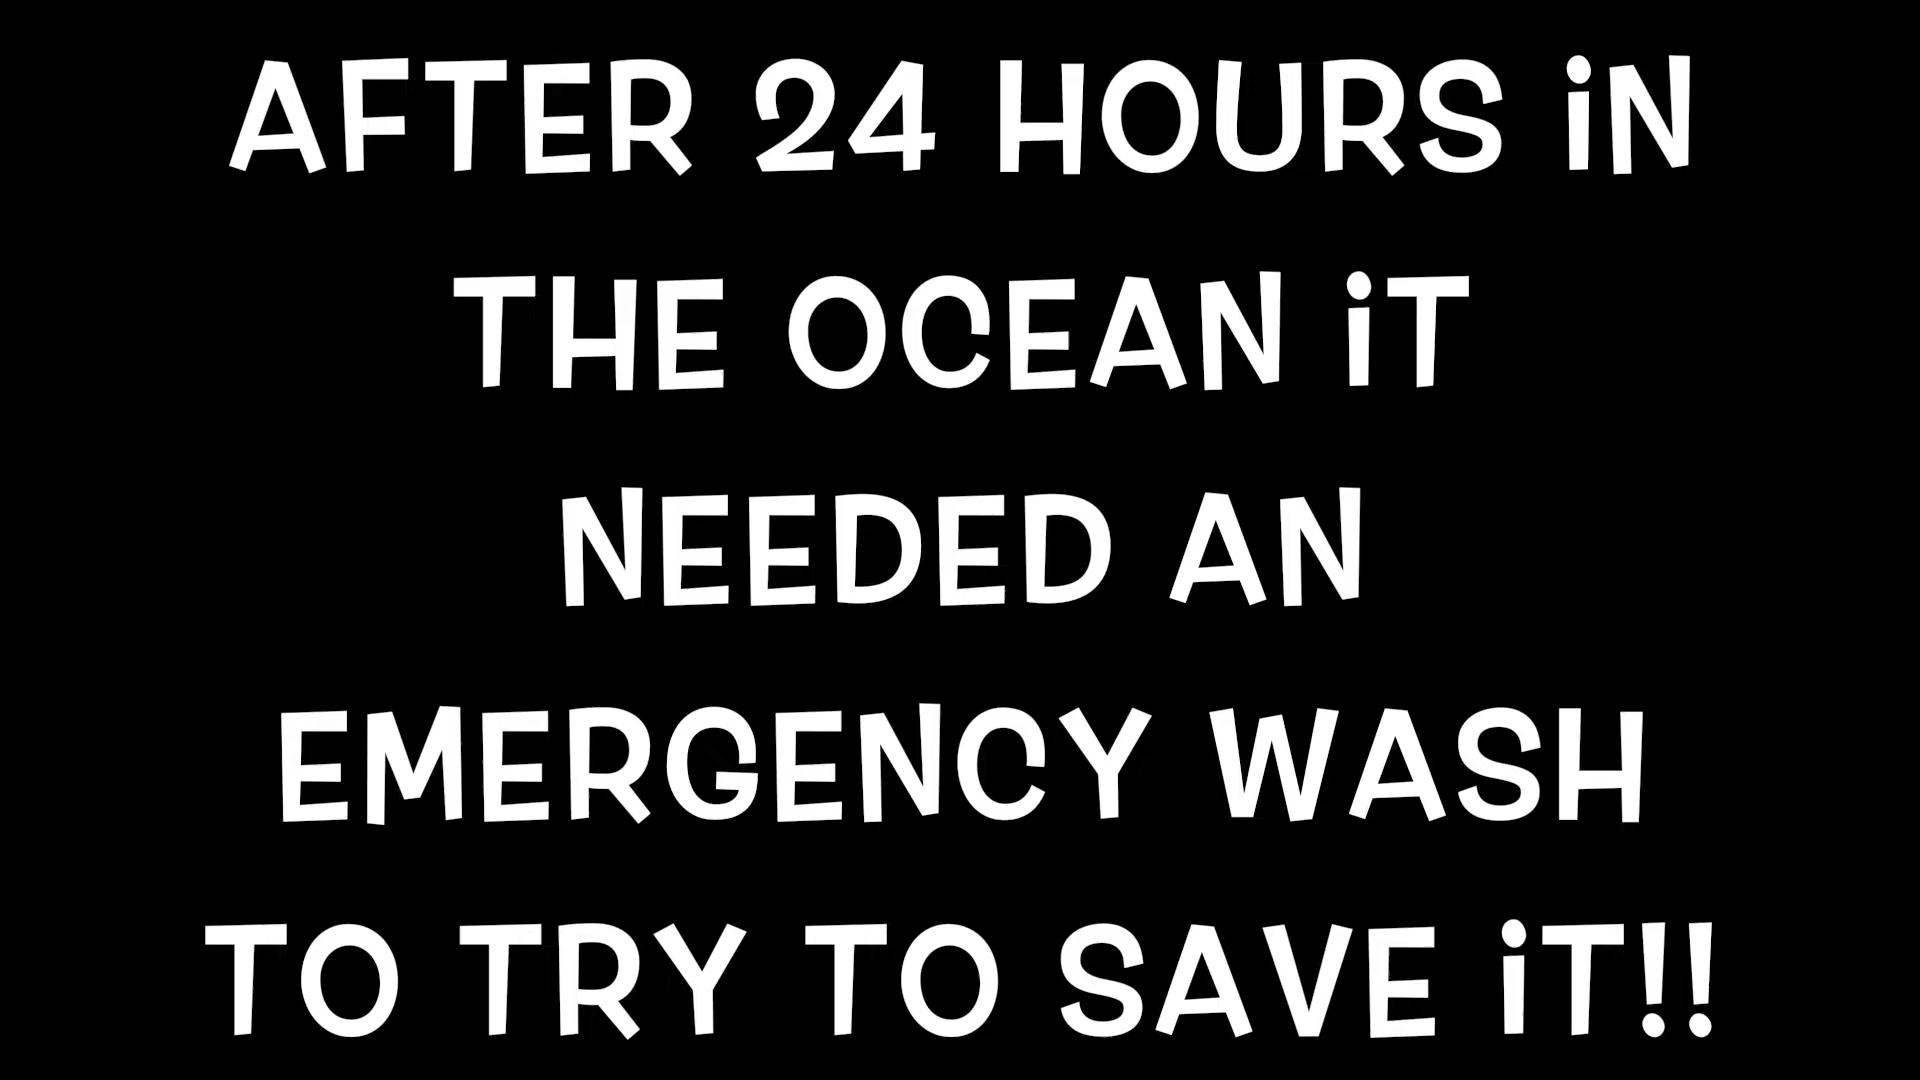 AFTER 24 HOURS iN
THE OCEAN iT
NEEDED AN
EMERGENCY WASH
TO TRY TO SAVE iT!!